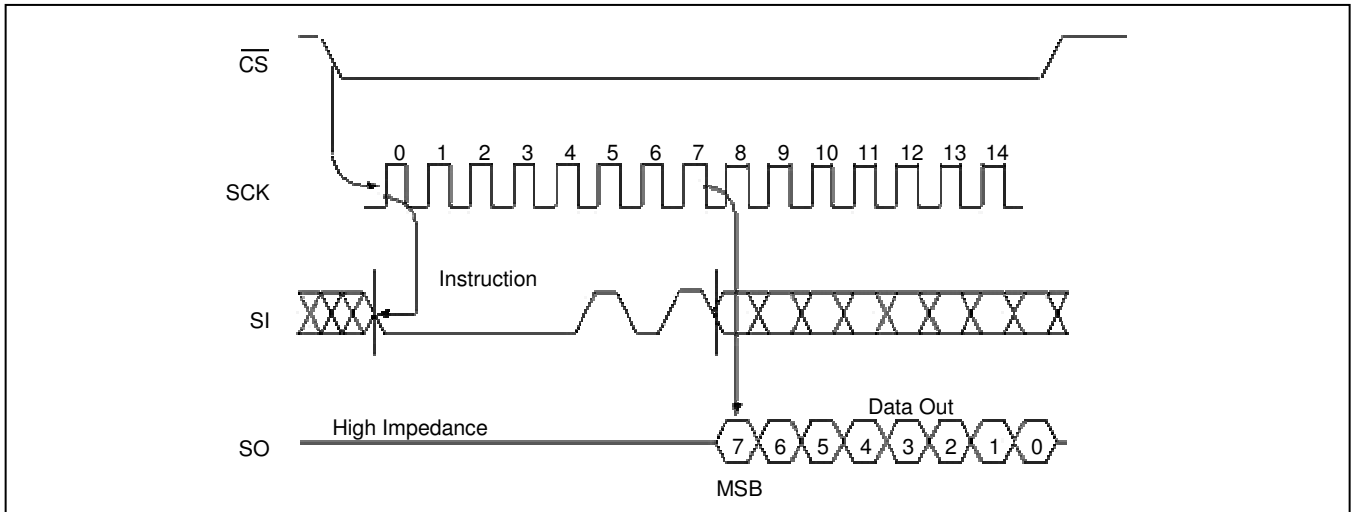 CS
0 1 2 3 4 5 6 7 8 9 10 11 12 13 14
SCK
Instruction
SI
Data Out
High Impedance
SO
7 6 5 4 3 2 1 0
MSB